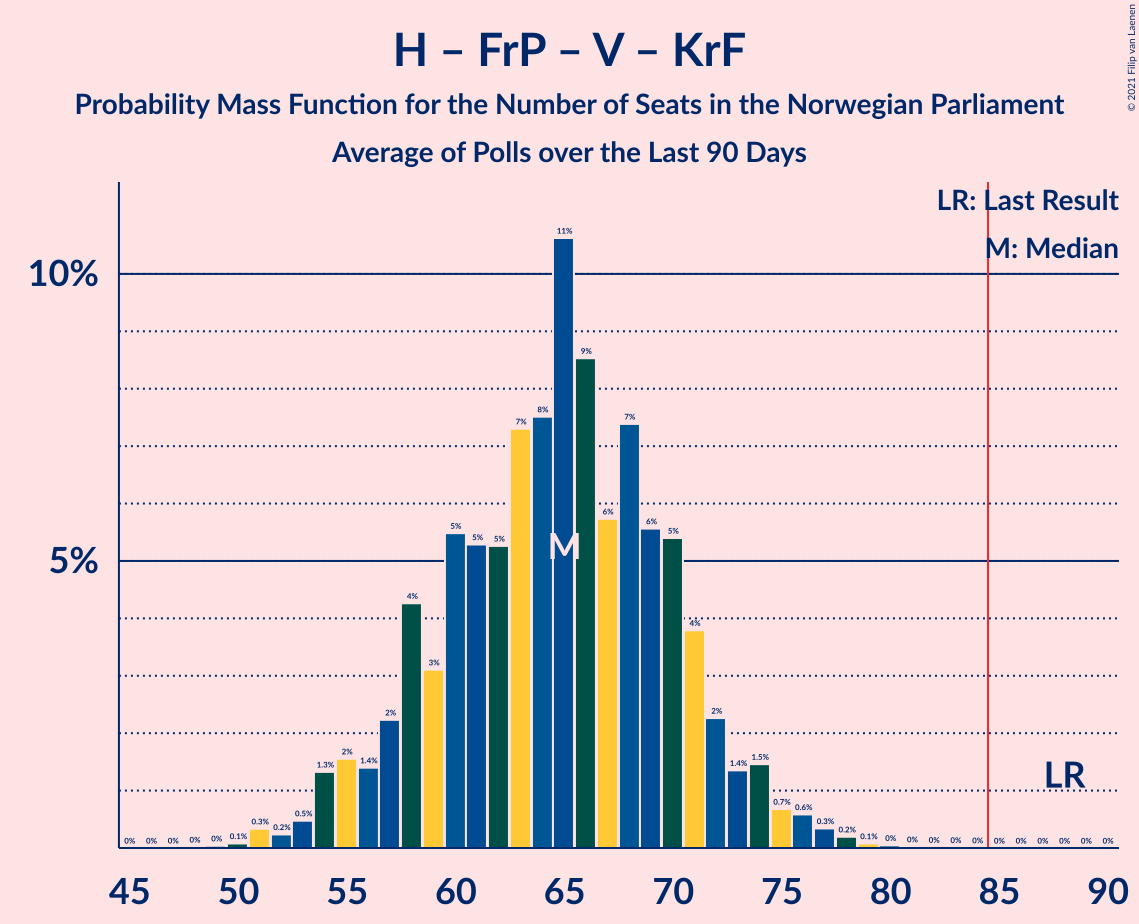 H – FrP – V – KrF
Probability Mass Function for the Number of Seats in the Norwegian Parliament
Average of Polls over the Last 90 Days
© 2021 Filip van Laenen
LR: Last Result
M: Median
10%
5%
0% 0% 0% 0% 0% 0.1% 0.3% 0.2% 0.5% 1.3% 2% 1.4% 2% 4% 3% 5% 5% 5% 7% 8% 11% 9% 6% 7% 6% 5% 4% 2% 1.4% 1.5% 0.7% 0.6% 0.3% 0.2% 0.1% 0% 0% 0% 0% 0% 0% 0% 0% 0% 0% 0%
M
LR
45 50 55 60 65 70 75 80 85 90